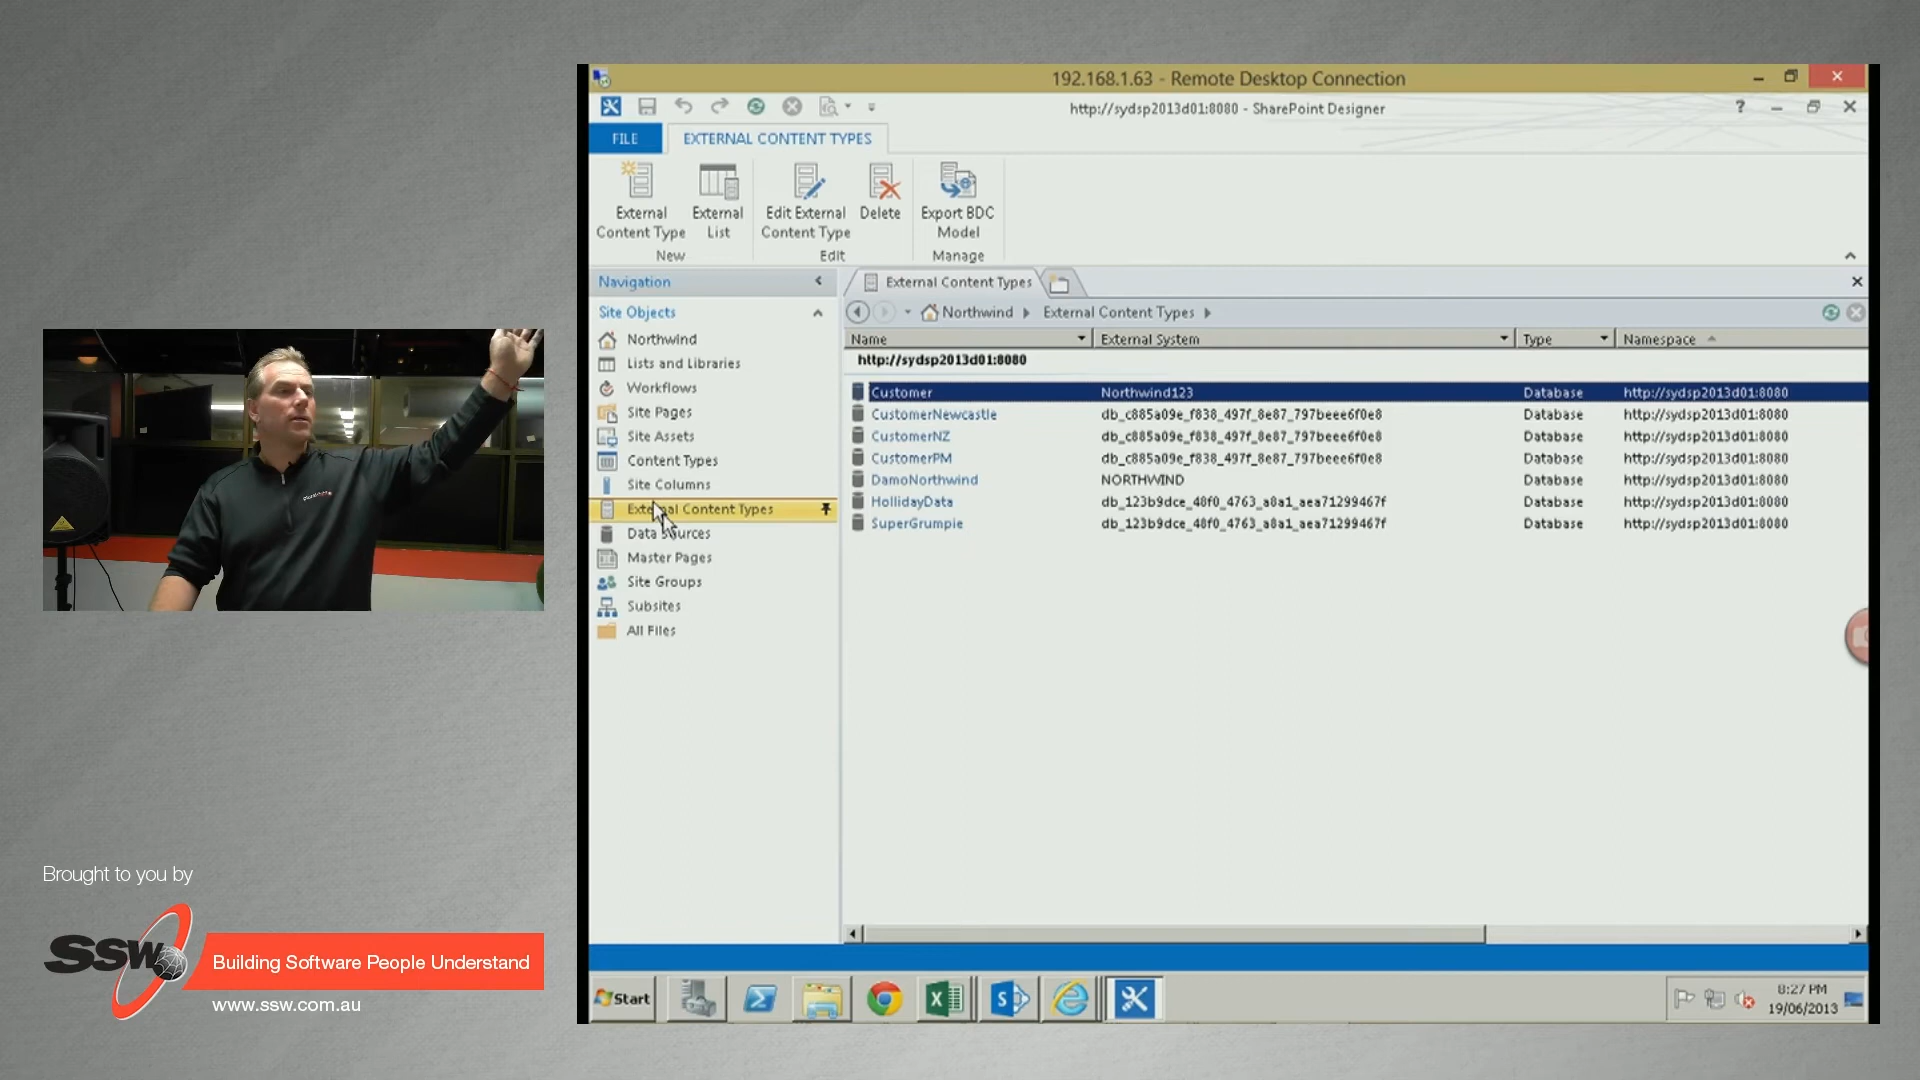 192.168.1.63 - Remote Desktop Connection
http://sydsp2013d01:8080 - SharePoint Designer
FILE
EXTERNAL CONTENT TYPES
External Content Type
External List
Edit External Content Type
Delete
Export BDC Model
New
Edit
Manage
Navigation
External Content Types
Site Objects
Northwind
External Content Types
Northwind
Lists and Libraries
Workflows
Site Pages
Site Assets
Content Types
Site Columns
External Content Types
Data Sources
Master Pages
Site Groups
Subsites
All Files
Name External System Type Namespace
http://sydsp2013d01:8080
Customer Northwind123 Database http://sydsp2013d01:8080
CustomerNewcastle db_c885a09e_f838_497f_8e87_797beee6f0e8 Database http://sydsp2013d01:8080
CustomerNZ db_c885a09e_f838_497f_8e87_797beee6f0e8 Database http://sydsp2013d01:8080
CustomerPM db_c885a09e_f838_497f_8e87_797beee6f0e8 Database http://sydsp2013d01:8080
DamoNorthwind NORTHWIND Database http://sydsp2013d01:8080
HollidayData db_123b9dce_48f0_4763_a8a1_aea71299467f Database http://sydsp2013d01:8080
SuperGrumpie db_123b9dce_48f0_4763_a8a1_aea71299467f Database http://sydsp2013d01:8080
Brought to you by
SSW
Building Software People Understand
www.ssw.com.au
Start
8:27 PM
19/06/2013